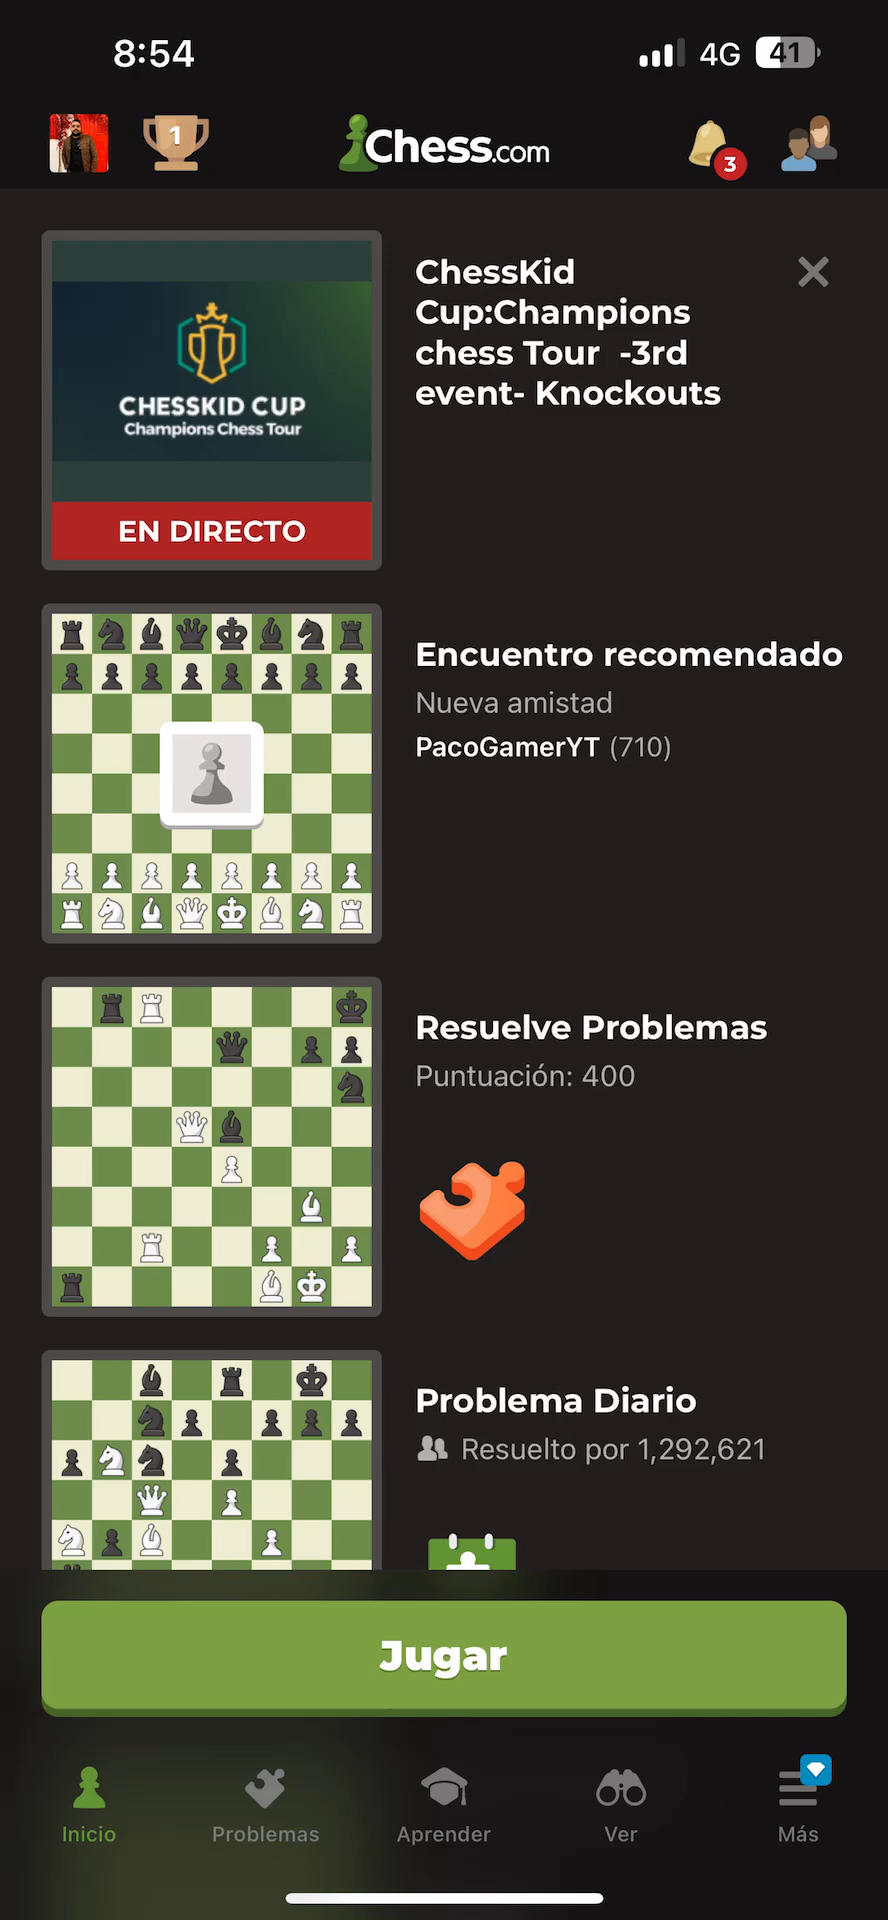 8:54
4G
41
1
Chess.com
3
ChessKid
Cup:Champions
chess Tour -3rd
event- Knockouts
CHESSKID CUP
Champions Chess Tour
EN DIRECTO
Encuentro recomendado
Nueva amistad
PacoGamerYT (710)
Resuelve Problemas
Puntuación: 400
Problema Diario
Resuelto por 1,292,621
Jugar
Inicio
Problemas
Aprender
Ver
Más